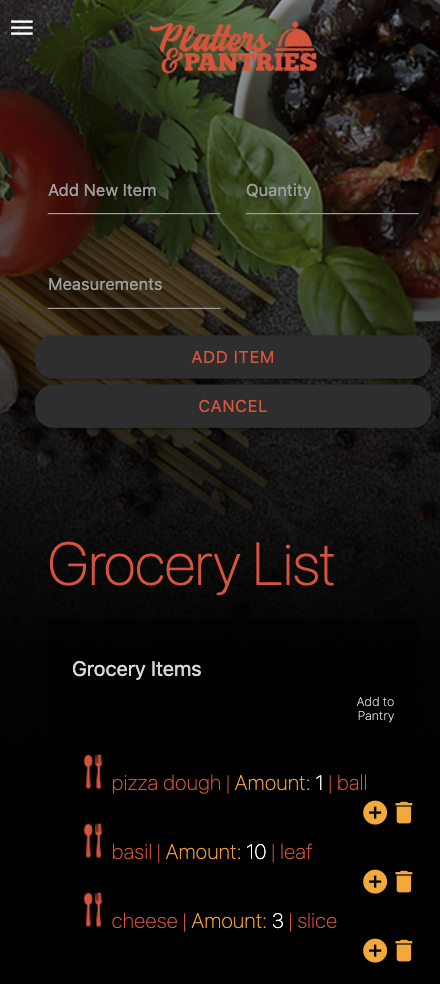 Platters
& PANTRIES
Add New Item Quantity
Measurements
ADD ITEM
CANCEL
Grocery List
Grocery Items
Add to
Pantry
pizza dough | Amount: 1 | ball
basil | Amount: 10 | leaf
cheese | Amount: 3 | slice